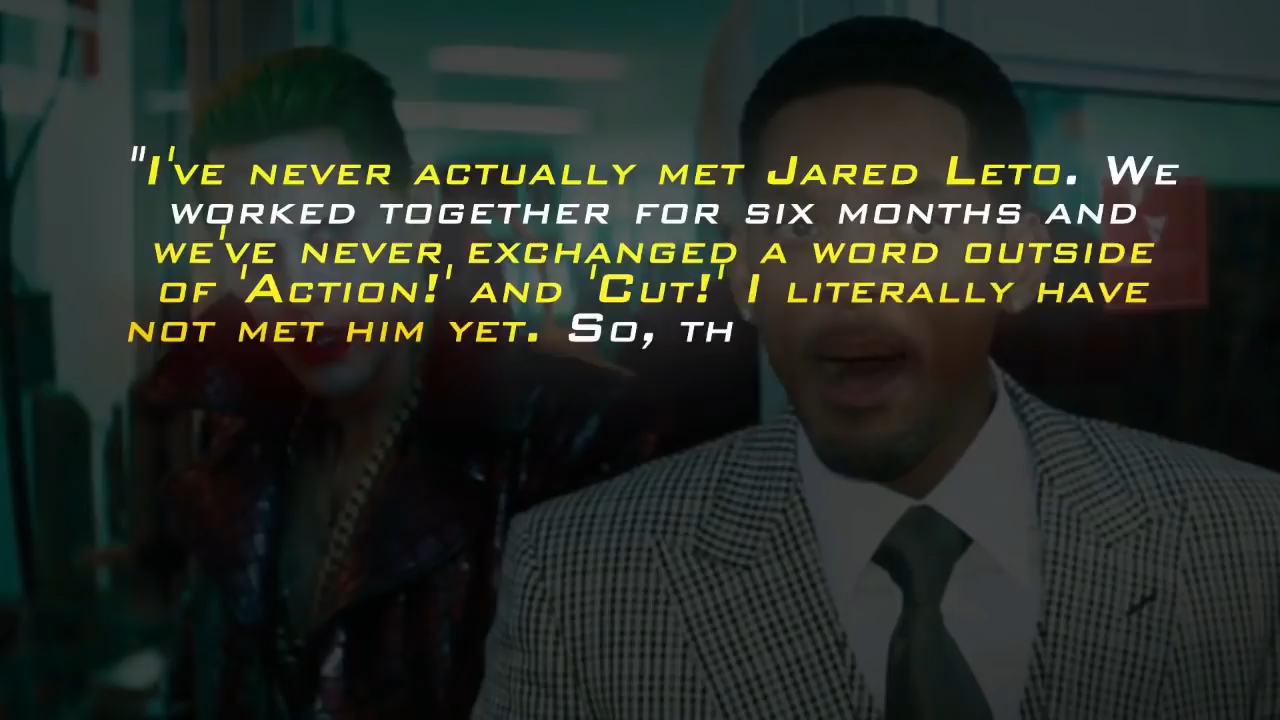 "I've never actually met Jared Leto. We
worked together for six months and
we've never exchanged a word outside
of 'Action!' and 'Cut!' I literally have
not met him yet. So, th